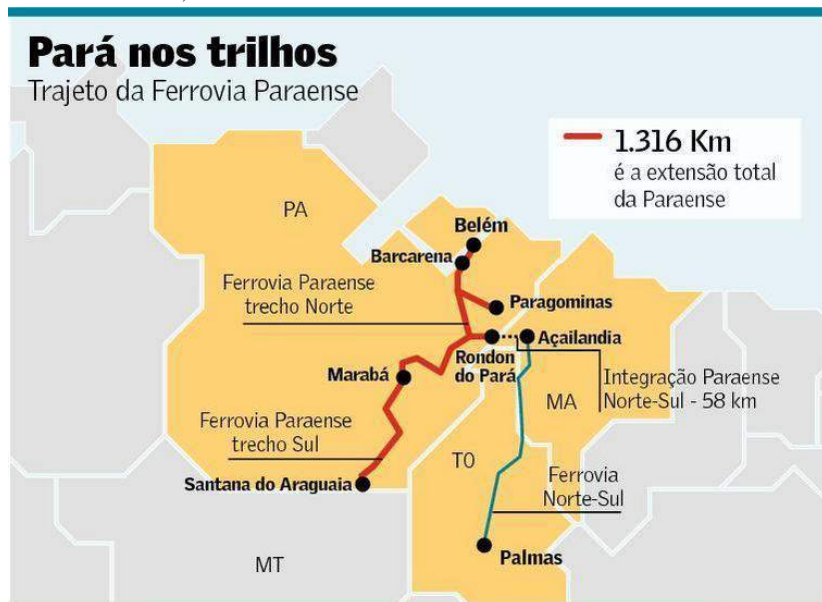 Pará nos trilhos
Trajeto da Ferrovia Paraense
1.316 Km
é a extensão total
da Paraense
PA
Belém
Barcarena
Ferrovia Paraense
trecho Norte
Paragominas
Rondon
do Pará
Açailandia
Marabá
Integração Paraense
Norte-Sul - 58 km
MA
Ferrovia Paraense
trecho Sul
TO
Santana do Araguaia
Ferrovia
Norte-Sul
MT
Palmas